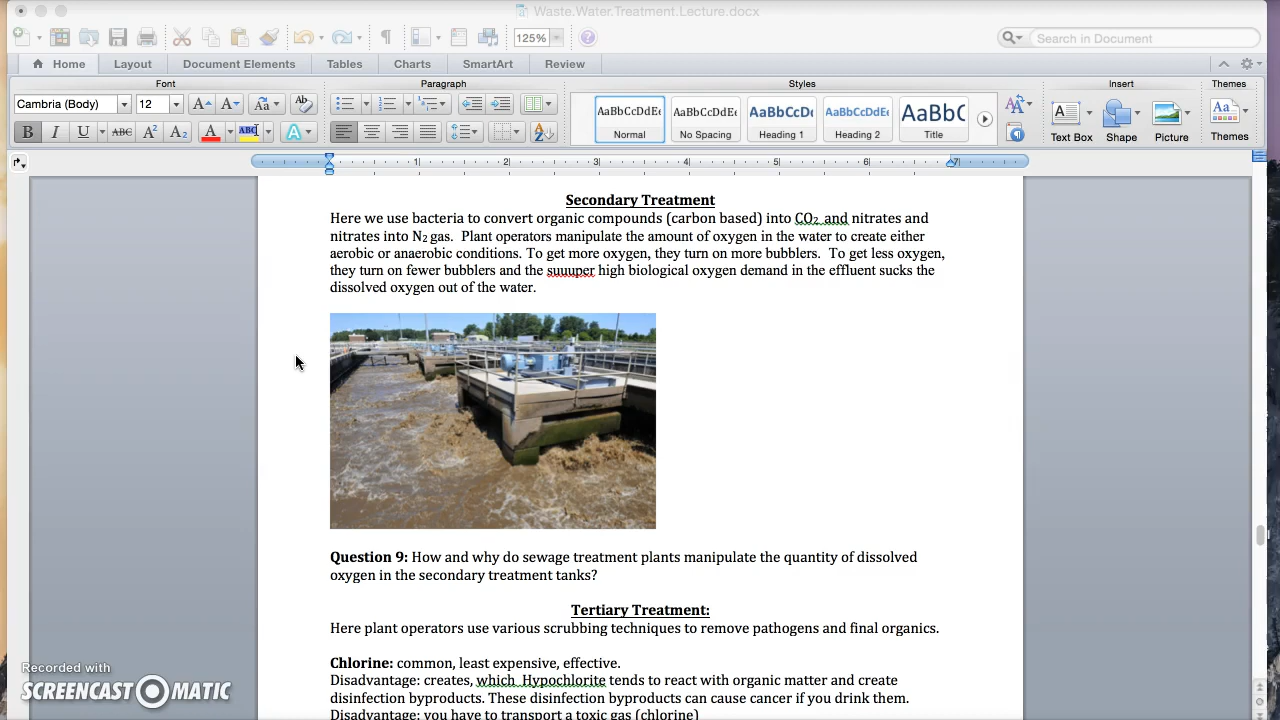 Waste.Water.Treatment.Lecture.docx
125%
Search in Document
Home Layout Document Elements Tables Charts SmartArt Review
Font Paragraph Styles Insert Themes
Cambria (Body) 12
AaBbCcDdEe AaBbCcDdEe AaBbCcDc AaBbCcDdEe AaBbC
Normal No Spacing Heading 1 Heading 2 Title
Text Box Shape Picture Themes
1 2 3 4 5 6 7
Secondary Treatment
Here we use bacteria to convert organic compounds (carbon based) into CO₂ and nitrates and
nitrates into N₂ gas. Plant operators manipulate the amount of oxygen in the water to create either
aerobic or anaerobic conditions. To get more oxygen, they turn on more bubblers. To get less oxygen,
they turn on fewer bubblers and the suuuper high biological oxygen demand in the effluent sucks the
dissolved oxygen out of the water.
Question 9: How and why do sewage treatment plants manipulate the quantity of dissolved
oxygen in the secondary treatment tanks?
Tertiary Treatment:
Here plant operators use various scrubbing techniques to remove pathogens and final organics.
Chlorine: common, least expensive, effective.
Disadvantage: creates, which Hypochlorite tends to react with organic matter and create
disinfection byproducts. These disinfection byproducts can cause cancer if you drink them.
Disadvantage: you have to transport a toxic gas (chlorine)
Recorded with
SCREENCAST MATIC